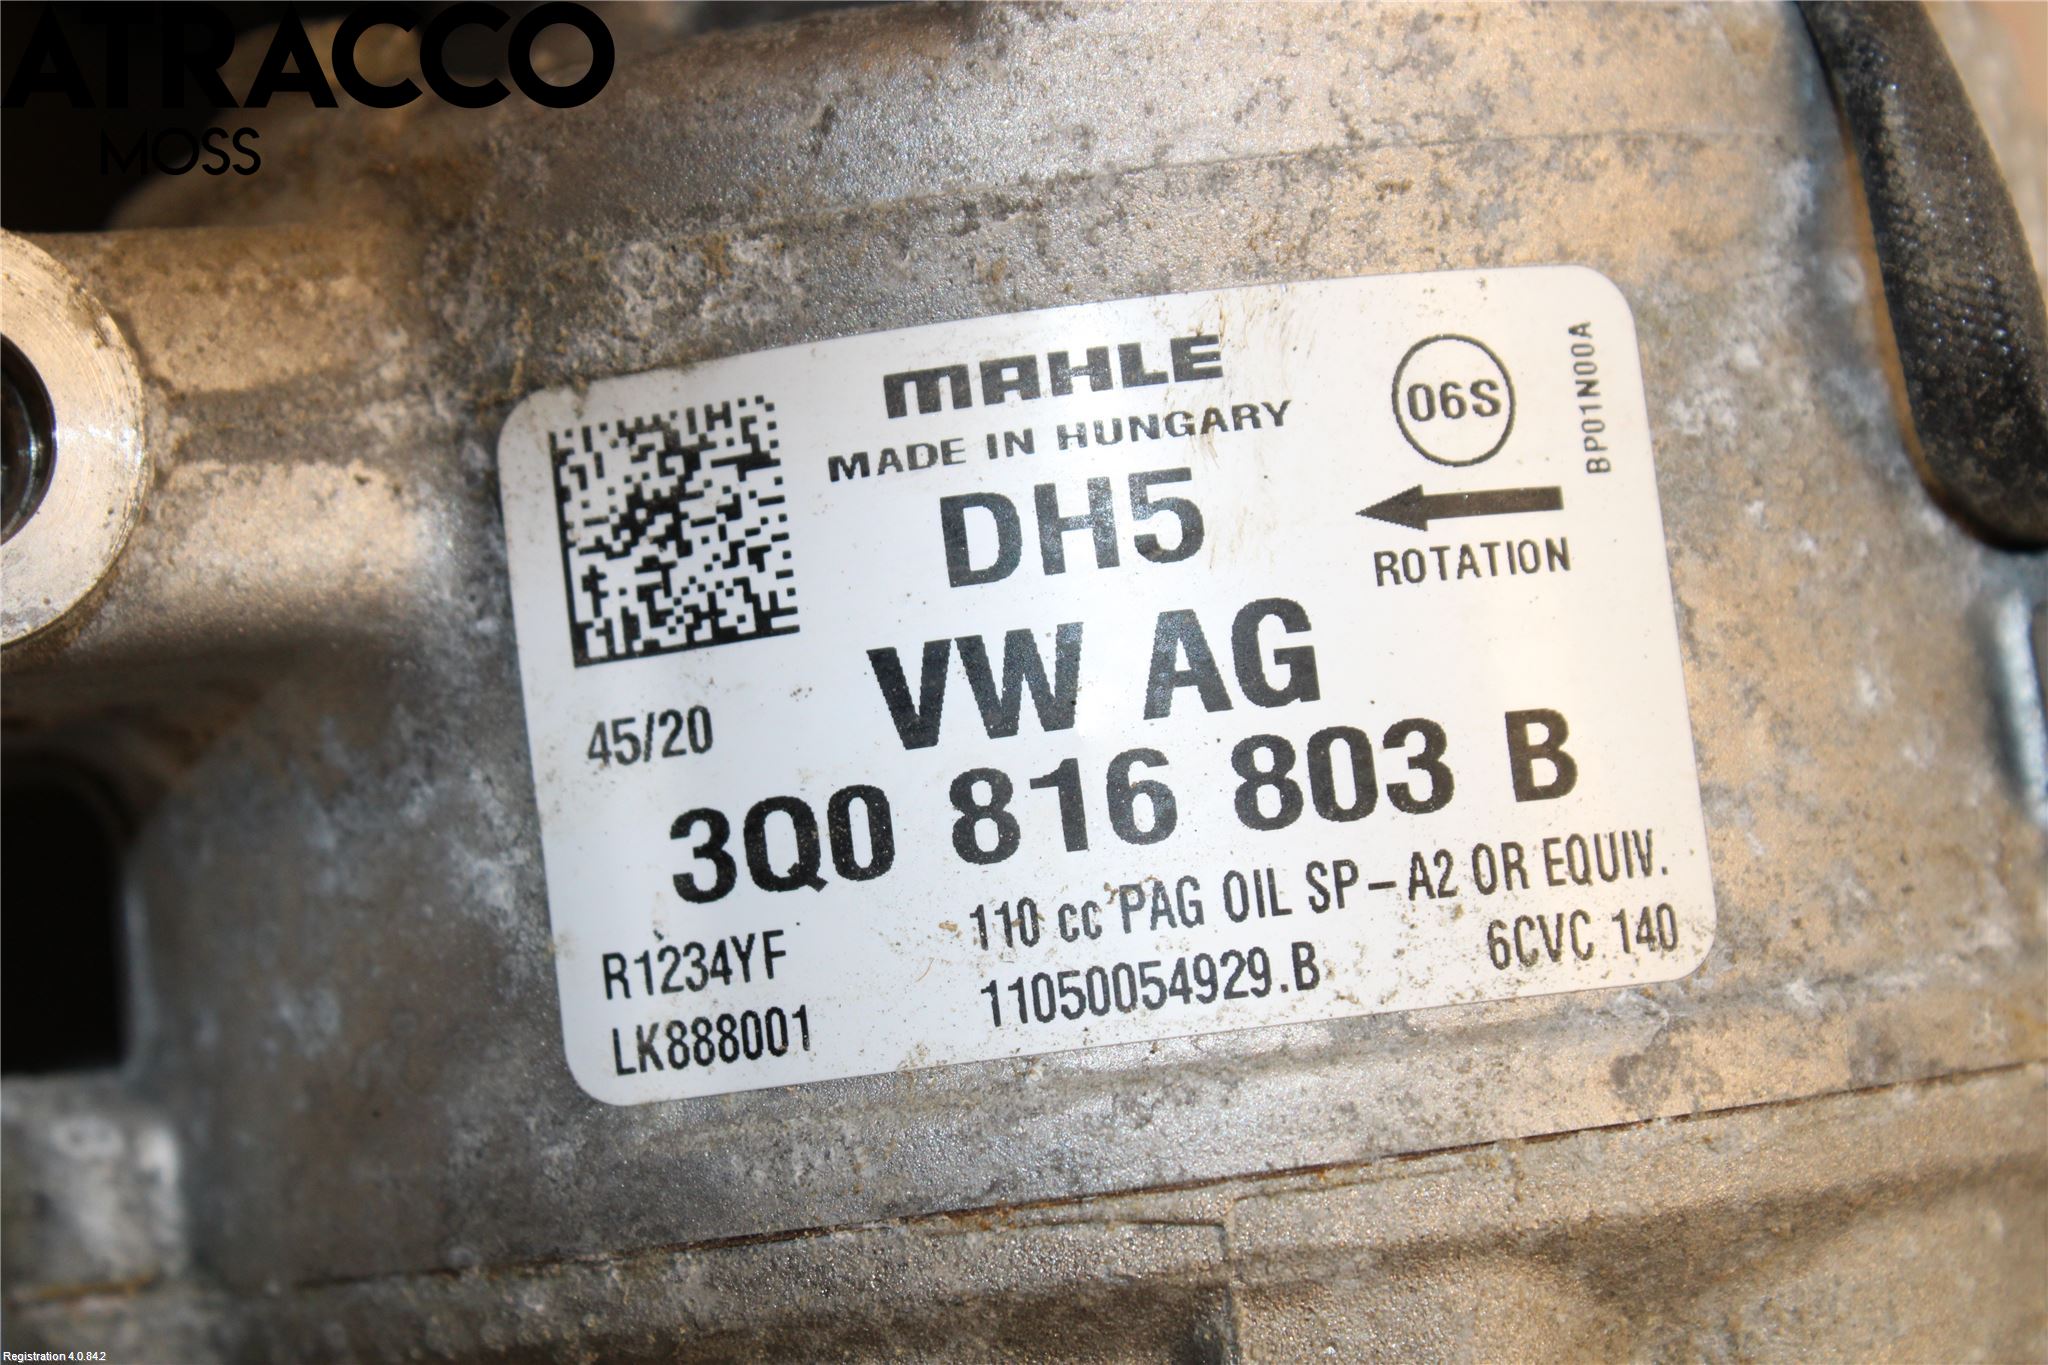 ATRACCO
MOSS
MAHLE
MADE IN HUNGARY
06S
BP01N00A
DH5
ROTATION
VW AG
45/20
3Q0 816 803 B
110 cc PAG OIL SP-A2 OR EQUIV.
R1234YF
11050054929.B
6CVC 140
LK888001
Registration 4.0.84.2